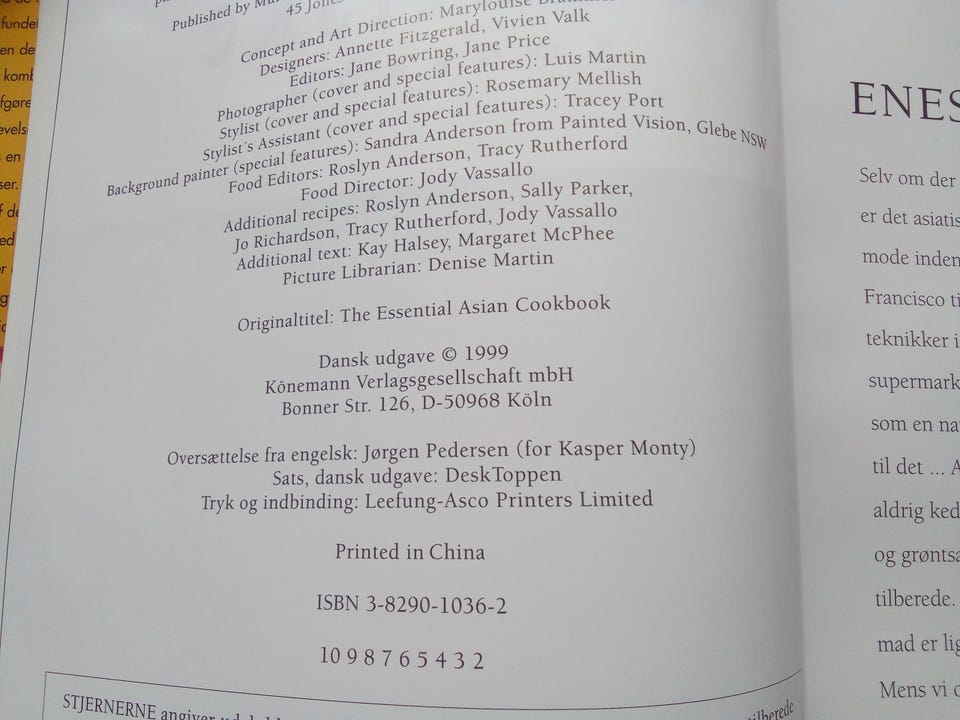 Published by
45 Jones
Concept and Art Direction: Marylouise
Designers: Annette Fitzgerald, Vivien Valk
Editors: Jane Bowring, Jane Price
Photographer (cover and special features): Luis Martin
Stylist (cover and special features): Rosemary Mellish
Stylist's Assistant (cover and special features): Tracey Port
Background painter (special features): Sandra Anderson from Painted Vision, Glebe NSW
Food Editors: Roslyn Anderson, Tracy Rutherford
Food Director: Jody Vassallo
Additional recipes: Roslyn Anderson, Sally Parker,
Jo Richardson, Tracy Rutherford, Jody Vassallo
Additional text: Kay Halsey, Margaret McPhee
Picture Librarian: Denise Martin
Originaltitel: The Essential Asian Cookbook
Dansk udgave © 1999
Könemann Verlagsgesellschaft mbH
Bonner Str. 126, D-50968 Köln
Oversættelse fra engelsk: Jørgen Pedersen (for Kasper Monty)
Sats, dansk udgave: DeskToppen
Tryk og indbinding: Leefung-Asco Printers Limited
Printed in China
ISBN 3-8290-1036-2
10 9 8 7 6 5 4 3 2
STJERNERNE angiver
ENES
Selv om der
er det asiatis
mode inden
Francisco ti
teknikker i
supermark
som en na
til det ... A
aldrig ked
og grøntsa
tilberede.
mad er lig
Mens vi o